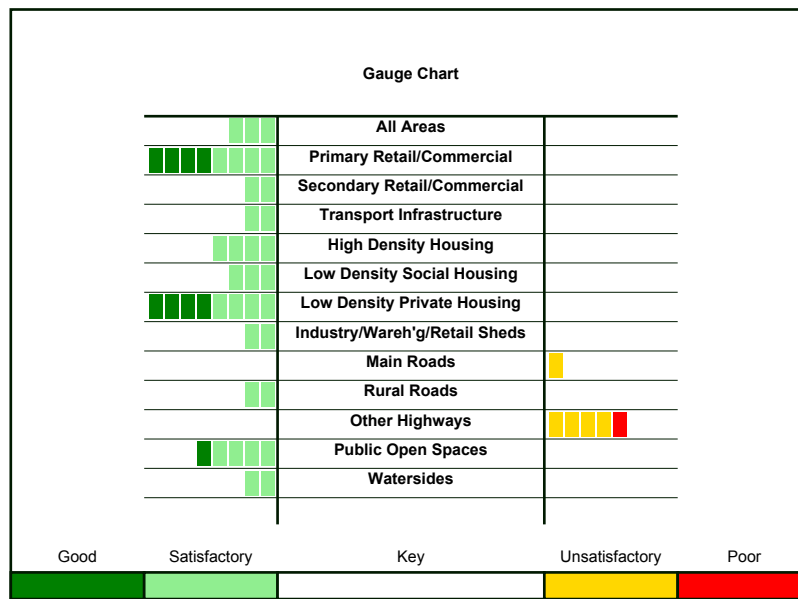 Gauge Chart
All Areas
Primary Retail/Commercial
Secondary Retail/Commercial
Transport Infrastructure
High Density Housing
Low Density Social Housing
Low Density Private Housing
Industry/Wareh'g/Retail Sheds
Main Roads
Rural Roads
Other Highways
Public Open Spaces
Watersides
Good Satisfactory Key Unsatisfactory Poor